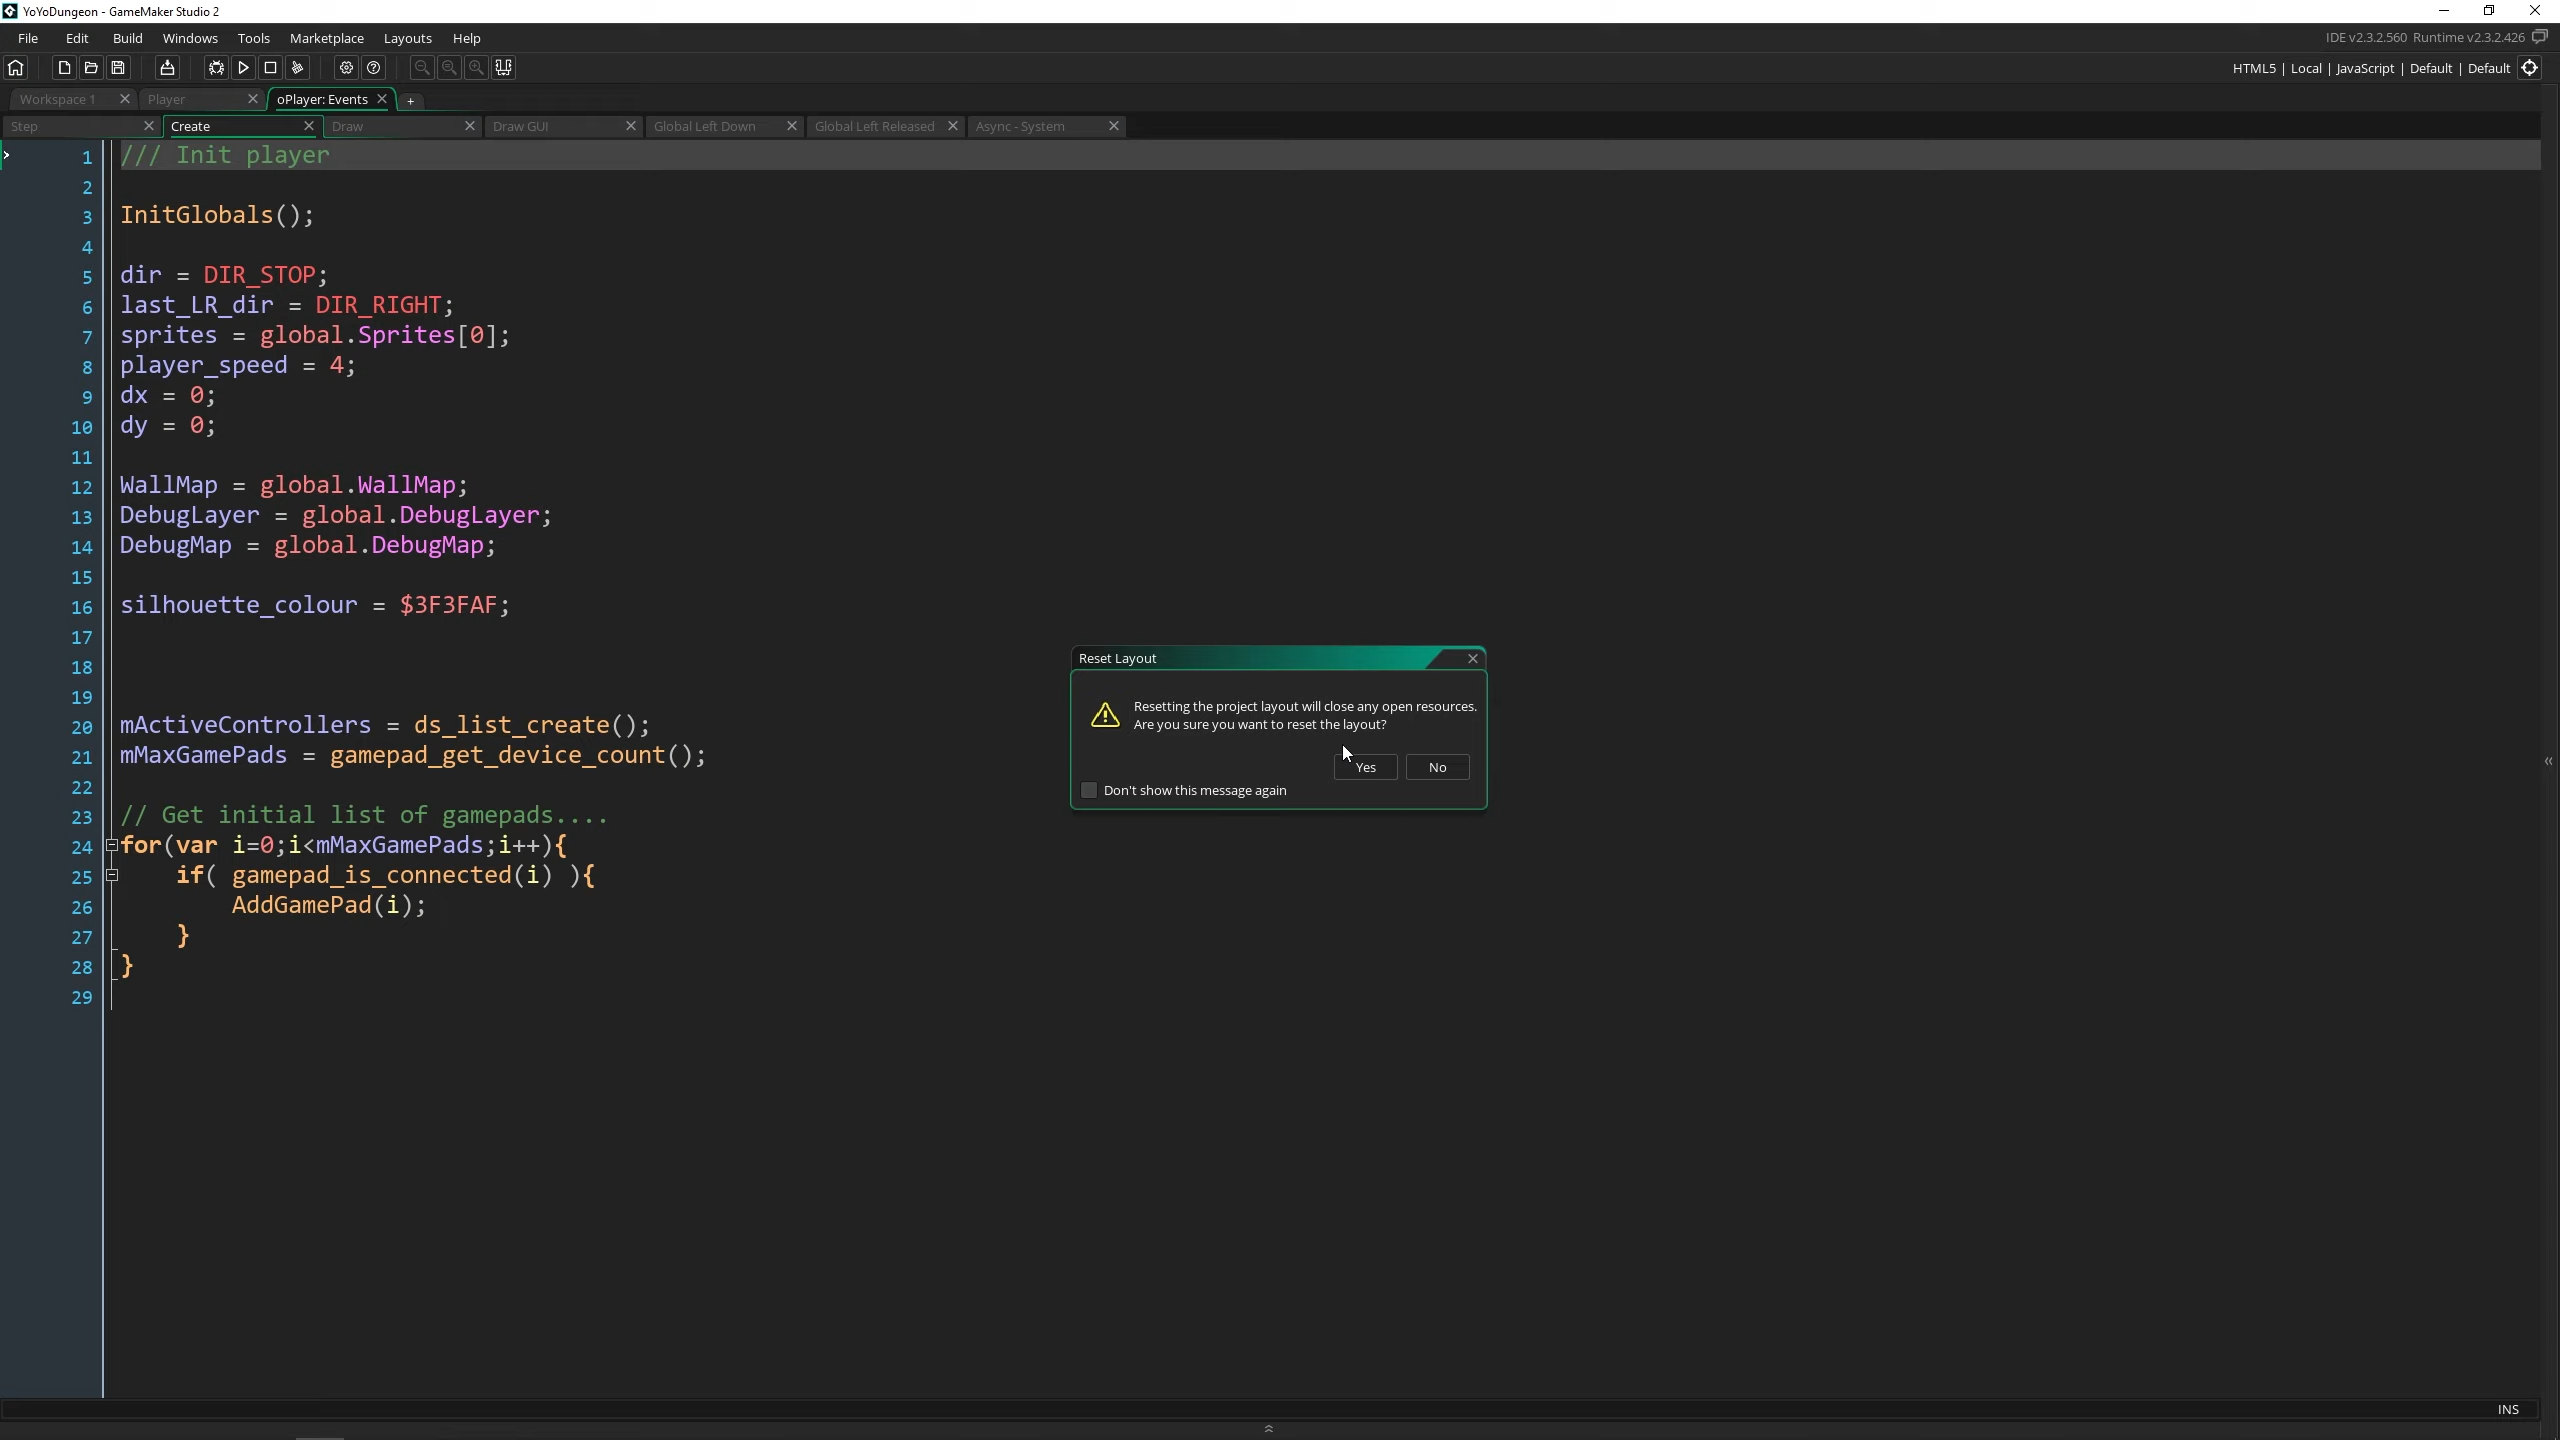 YoYoDungeon - GameMaker Studio 2
File Edit Build Windows Tools Marketplace Layouts Help
IDE v2.3.2.560 Runtime v2.3.2.426
HTML5 | Local | JavaScript | Default | Default
Workspace 1 Player oPlayer: Events +
Step Create Draw Draw GUI Global Left Down Global Left Released Async - System
1 /// Init player
2
3 InitGlobals();
4
5 dir = DIR_STOP;
6 last_LR_dir = DIR_RIGHT;
7 sprites = global.Sprites[0];
8 player_speed = 4;
9 dx = 0;
10 dy = 0;
11
12 WallMap = global.WallMap;
13 DebugLayer = global.DebugLayer;
14 DebugMap = global.DebugMap;
15
16 silhouette_colour = $3F3FAF;
17
18
19
20 mActiveControllers = ds_list_create();
21 mMaxGamePads = gamepad_get_device_count();
22
23 // Get initial list of gamepads....
24 for(var i=0;i<mMaxGamePads;i++){
25 if( gamepad_is_connected(i) ){
26 AddGamePad(i);
27 }
28 }
29
Reset Layout
Resetting the project layout will close any open resources.
Are you sure you want to reset the layout?
Yes No
Don't show this message again
INS